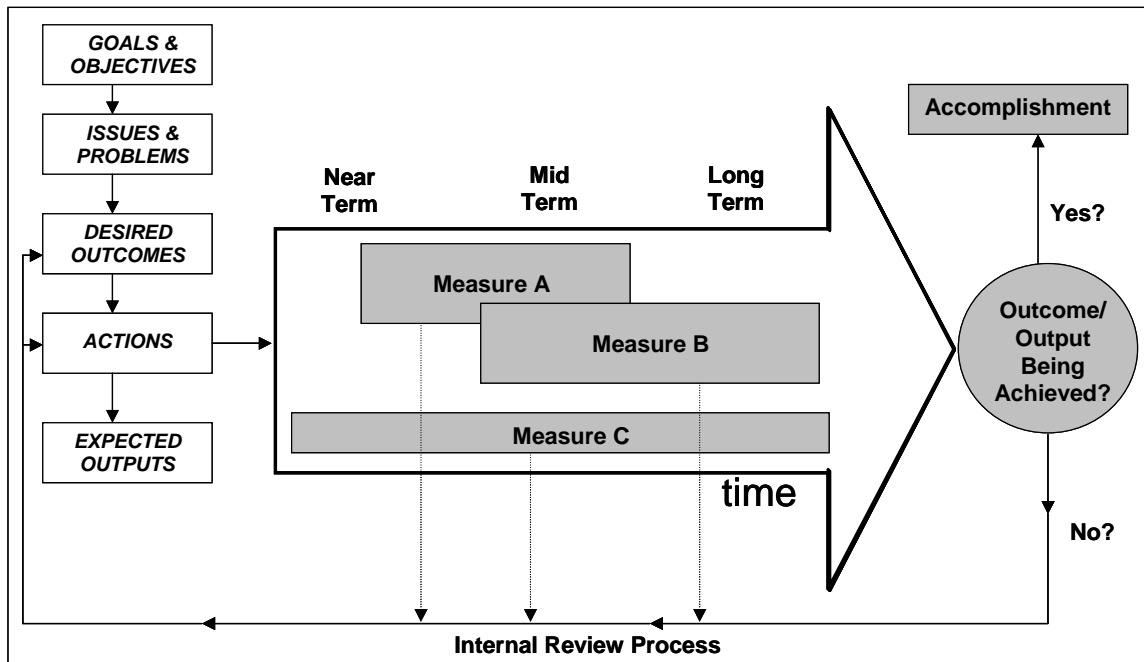 GOALS &
OBJECTIVES
ISSUES &
PROBLEMS
DESIRED
OUTCOMES
ACTIONS
EXPECTED
OUTPUTS
Near
Term
Mid
Term
Long
Term
Measure A
Measure B
Measure C
time
Accomplishment
Yes?
Outcome/
Output
Being
Achieved?
No?
Internal Review Process